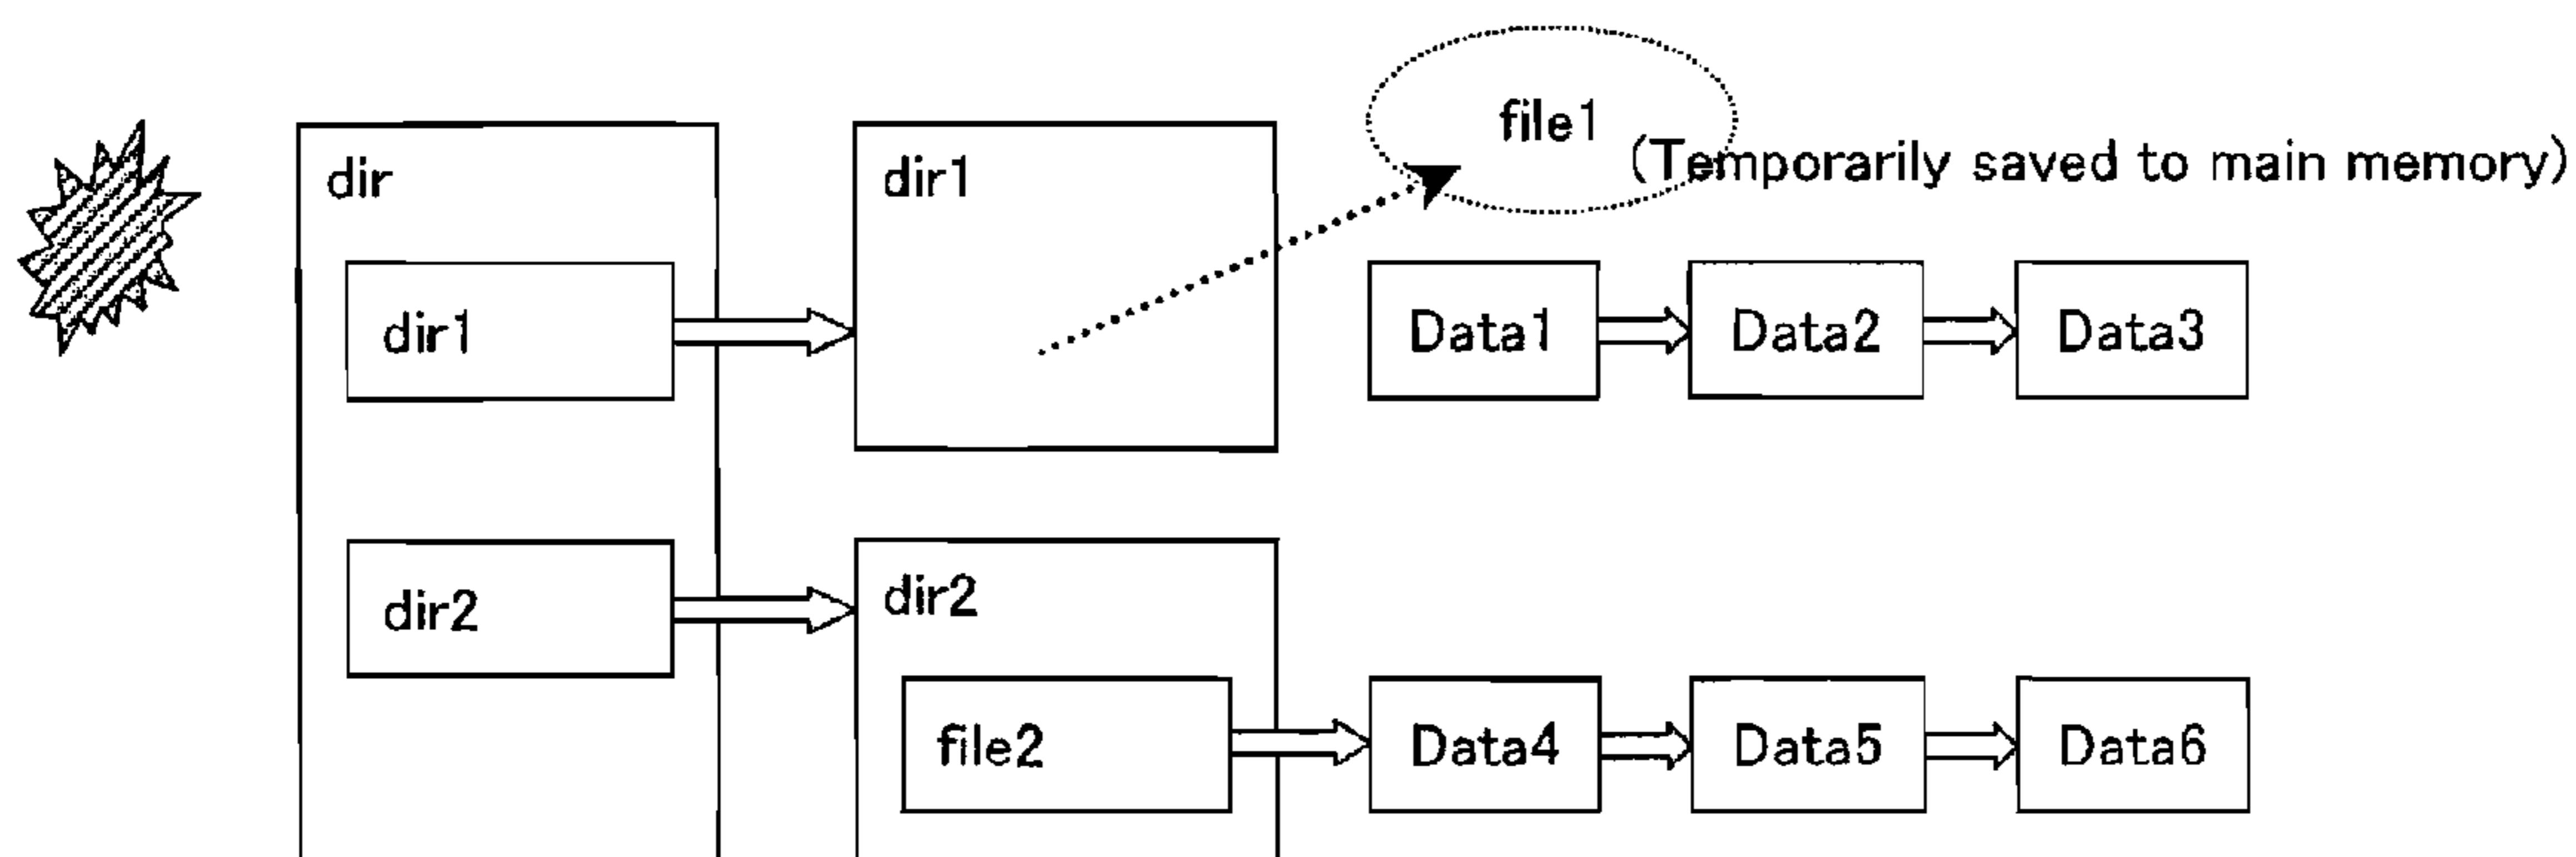 file1
dir
dir1
(Temporarily saved to main memory)
dir1
Data1
Data2
Data3
dir2
dir2
file2
Data4
Data5
Data6